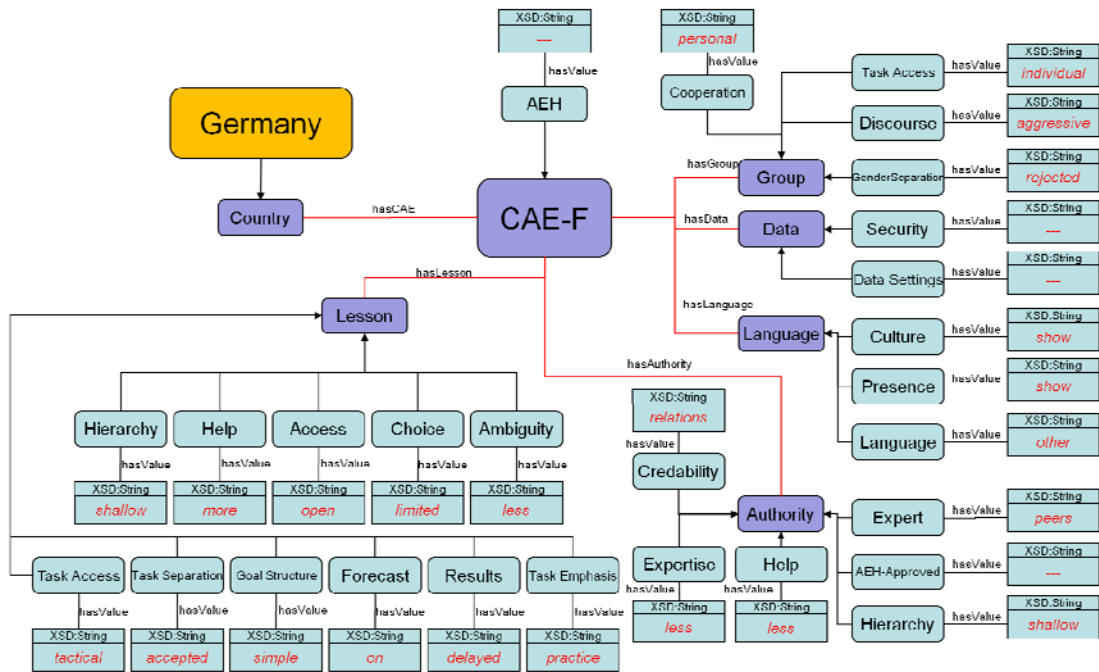 XSD:String
---
hasValue
AEH
XSD:String
personal
hasValue
Cooperation
Germany
Country
hasCAE
CAE-F
hasGroup
Group
hasData
Data
hasLanguage
Language
hasLesson
Lesson
hasAuthority
Authority
Task Access
hasValue
XSD:String
individual
Discourse
hasValue
XSD:String
aggressive
GenderSeparation
hasValue
XSD:String
rejected
Security
hasValue
XSD:String
---
Data Settings
hasValue
XSD:String
---
Culture
hasValue
XSD:String
show
Presence
hasValue
XSD:String
show
Language
hasValue
XSD:String
other
Hierarchy
Help
Access
Choice
Ambiguity
hasValue
hasValue
hasValue
hasValue
hasValue
XSD:String
XSD:String
XSD:String
XSD:String
XSD:String
shallow
more
open
limited
less
Task Access
Task Separation
Goal Structure
Forecast
Results
Task Emphasis
hasValue
hasValue
hasValue
hasValue
hasValue
hasValue
XSD:String
XSD:String
XSD:String
XSD:String
XSD:String
XSD:String
tactical
accepted
simple
on
delayed
practice
XSD:String
relations
hasValue
Credability
Expertise
hasValue
XSD:String
less
Help
hasValue
XSD:String
less
Expert
hasValue
XSD:String
peers
AEH-Approved
hasValue
XSD:String
---
Hierarchy
hasValue
XSD:String
shallow